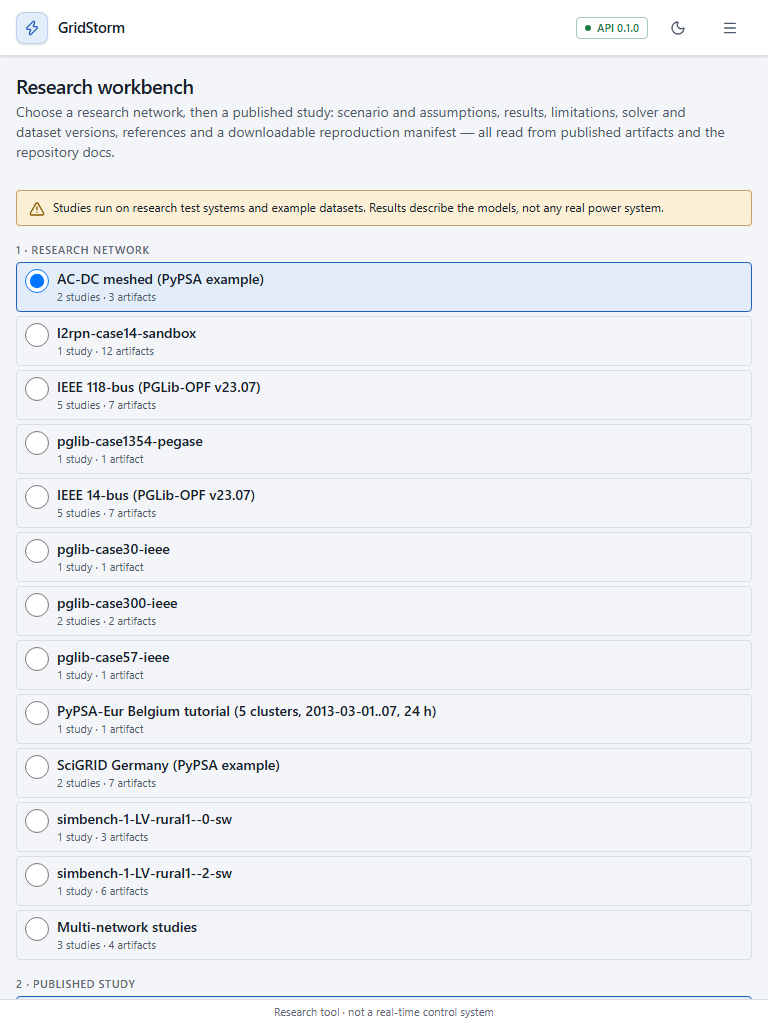 GridStorm
API 0.1.0
Research workbench
Choose a research network, then a published study: scenario and assumptions, results, limitations, solver and
dataset versions, references and a downloadable reproduction manifest — all read from published artifacts and the
repository docs.
Studies run on research test systems and example datasets. Results describe the models, not any real power system.
1 · RESEARCH NETWORK
AC-DC meshed (PyPSA example)
2 studies · 3 artifacts
l2rpn-case14-sandbox
1 study · 12 artifacts
IEEE 118-bus (PGLib-OPF v23.07)
5 studies · 7 artifacts
pglib-case1354-pegase
1 study · 1 artifact
IEEE 14-bus (PGLib-OPF v23.07)
5 studies · 7 artifacts
pglib-case30-ieee
1 study · 1 artifact
pglib-case300-ieee
2 studies · 2 artifacts
pglib-case57-ieee
1 study · 1 artifact
PyPSA-Eur Belgium tutorial (5 clusters, 2013-03-01..07, 24 h)
1 study · 1 artifact
SciGRID Germany (PyPSA example)
2 studies · 7 artifacts
simbench-1-LV-rural1--0-sw
1 study · 3 artifacts
simbench-1-LV-rural1--2-sw
1 study · 6 artifacts
Multi-network studies
3 studies · 4 artifacts
2 · PUBLISHED STUDY
Research tool · not a real-time control system